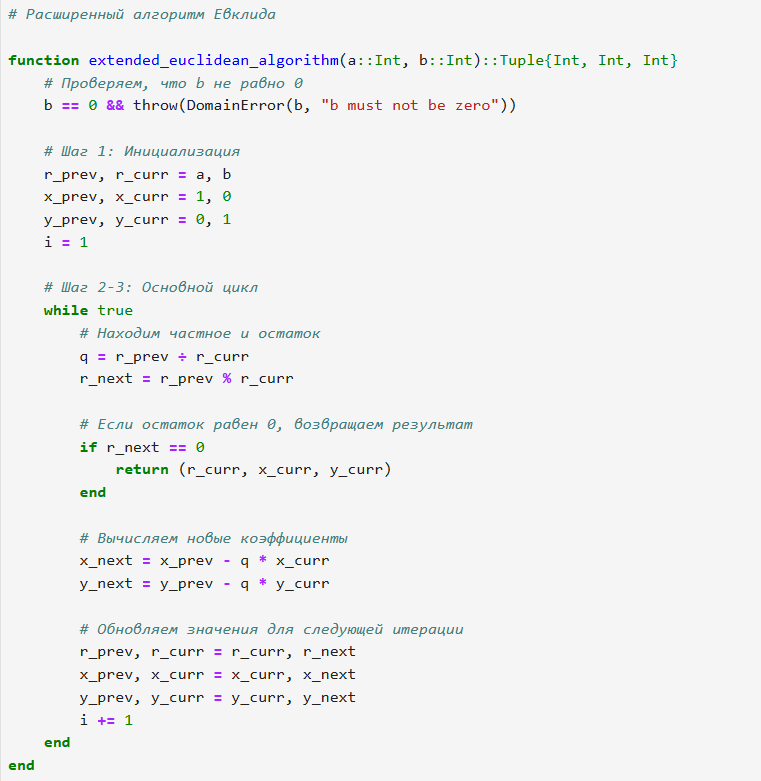 # Расширенный алгоритм Евклида
function extended_euclidean_algorithm(a::Int, b::Int)::Tuple{Int, Int, Int}
    # Проверяем, что b не равно 0
    b == 0 && throw(DomainError(b, "b must not be zero"))
    # Шаг 1: Инициализация
    r_prev, r_curr = a, b
    x_prev, x_curr = 1, 0
    y_prev, y_curr = 0, 1
    i = 1
    # Шаг 2-3: Основной цикл
    while true
        # Находим частное и остаток
        q = r_prev ÷ r_curr
        r_next = r_prev % r_curr
        # Если остаток равен 0, возвращаем результат
        if r_next == 0
            return (r_curr, x_curr, y_curr)
        end
        # Вычисляем новые коэффициенты
        x_next = x_prev - q * x_curr
        y_next = y_prev - q * y_curr
        # Обновляем значения для следующей итерации
        r_prev, r_curr = r_curr, r_next
        x_prev, x_curr = x_curr, x_next
        y_prev, y_curr = y_curr, y_next
        i += 1
    end
end